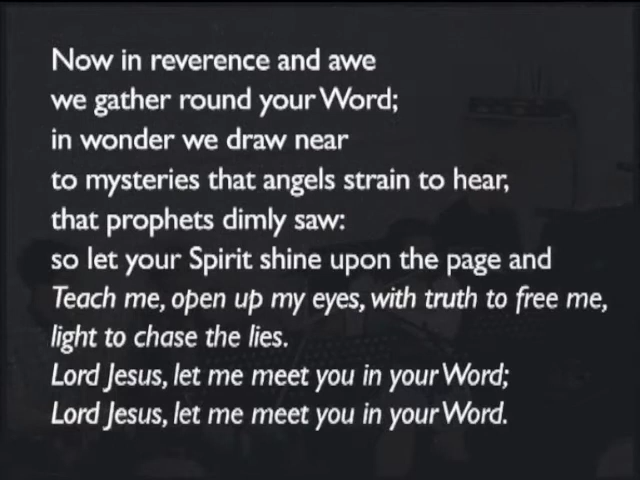 Now in reverence and awe
we gather round your Word;
in wonder we draw near
to mysteries that angels strain to hear,
that prophets dimly saw:
so let your Spirit shine upon the page and
Teach me, open up my eyes, with truth to free me,
light to chase the lies.
Lord Jesus, let me meet you in your Word;
Lord Jesus, let me meet you in your Word.